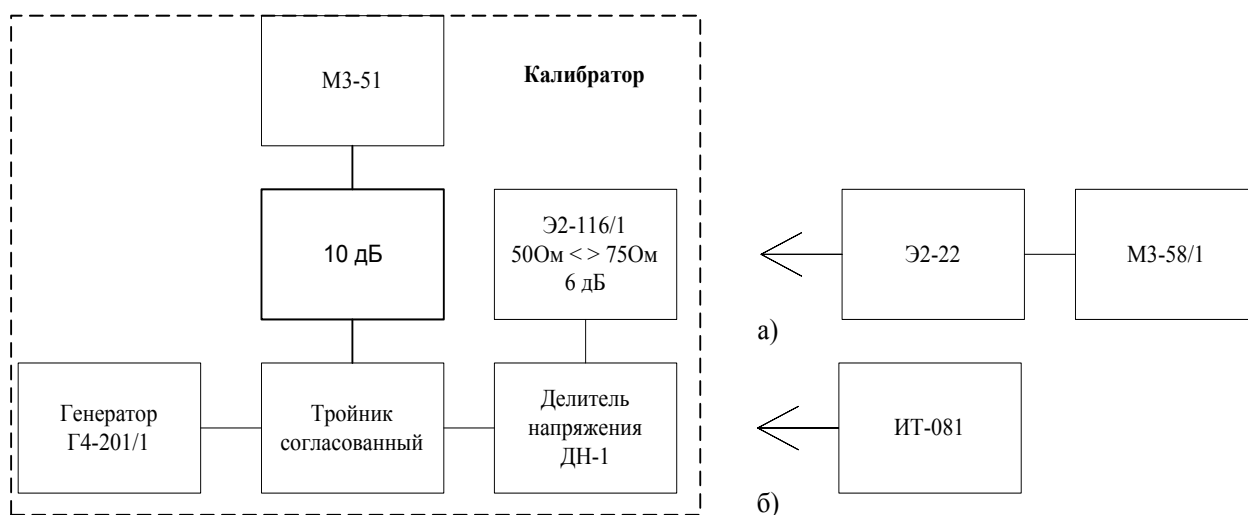 М3-51
Калибратор
10 дБ
Э2-116/1
50Ом < > 75Ом
6 дБ
Э2-22
М3-58/1
а)
Генератор
Г4-201/1
Тройник
согласованный
Делитель
напряжения
ДН-1
ИТ-081
б)